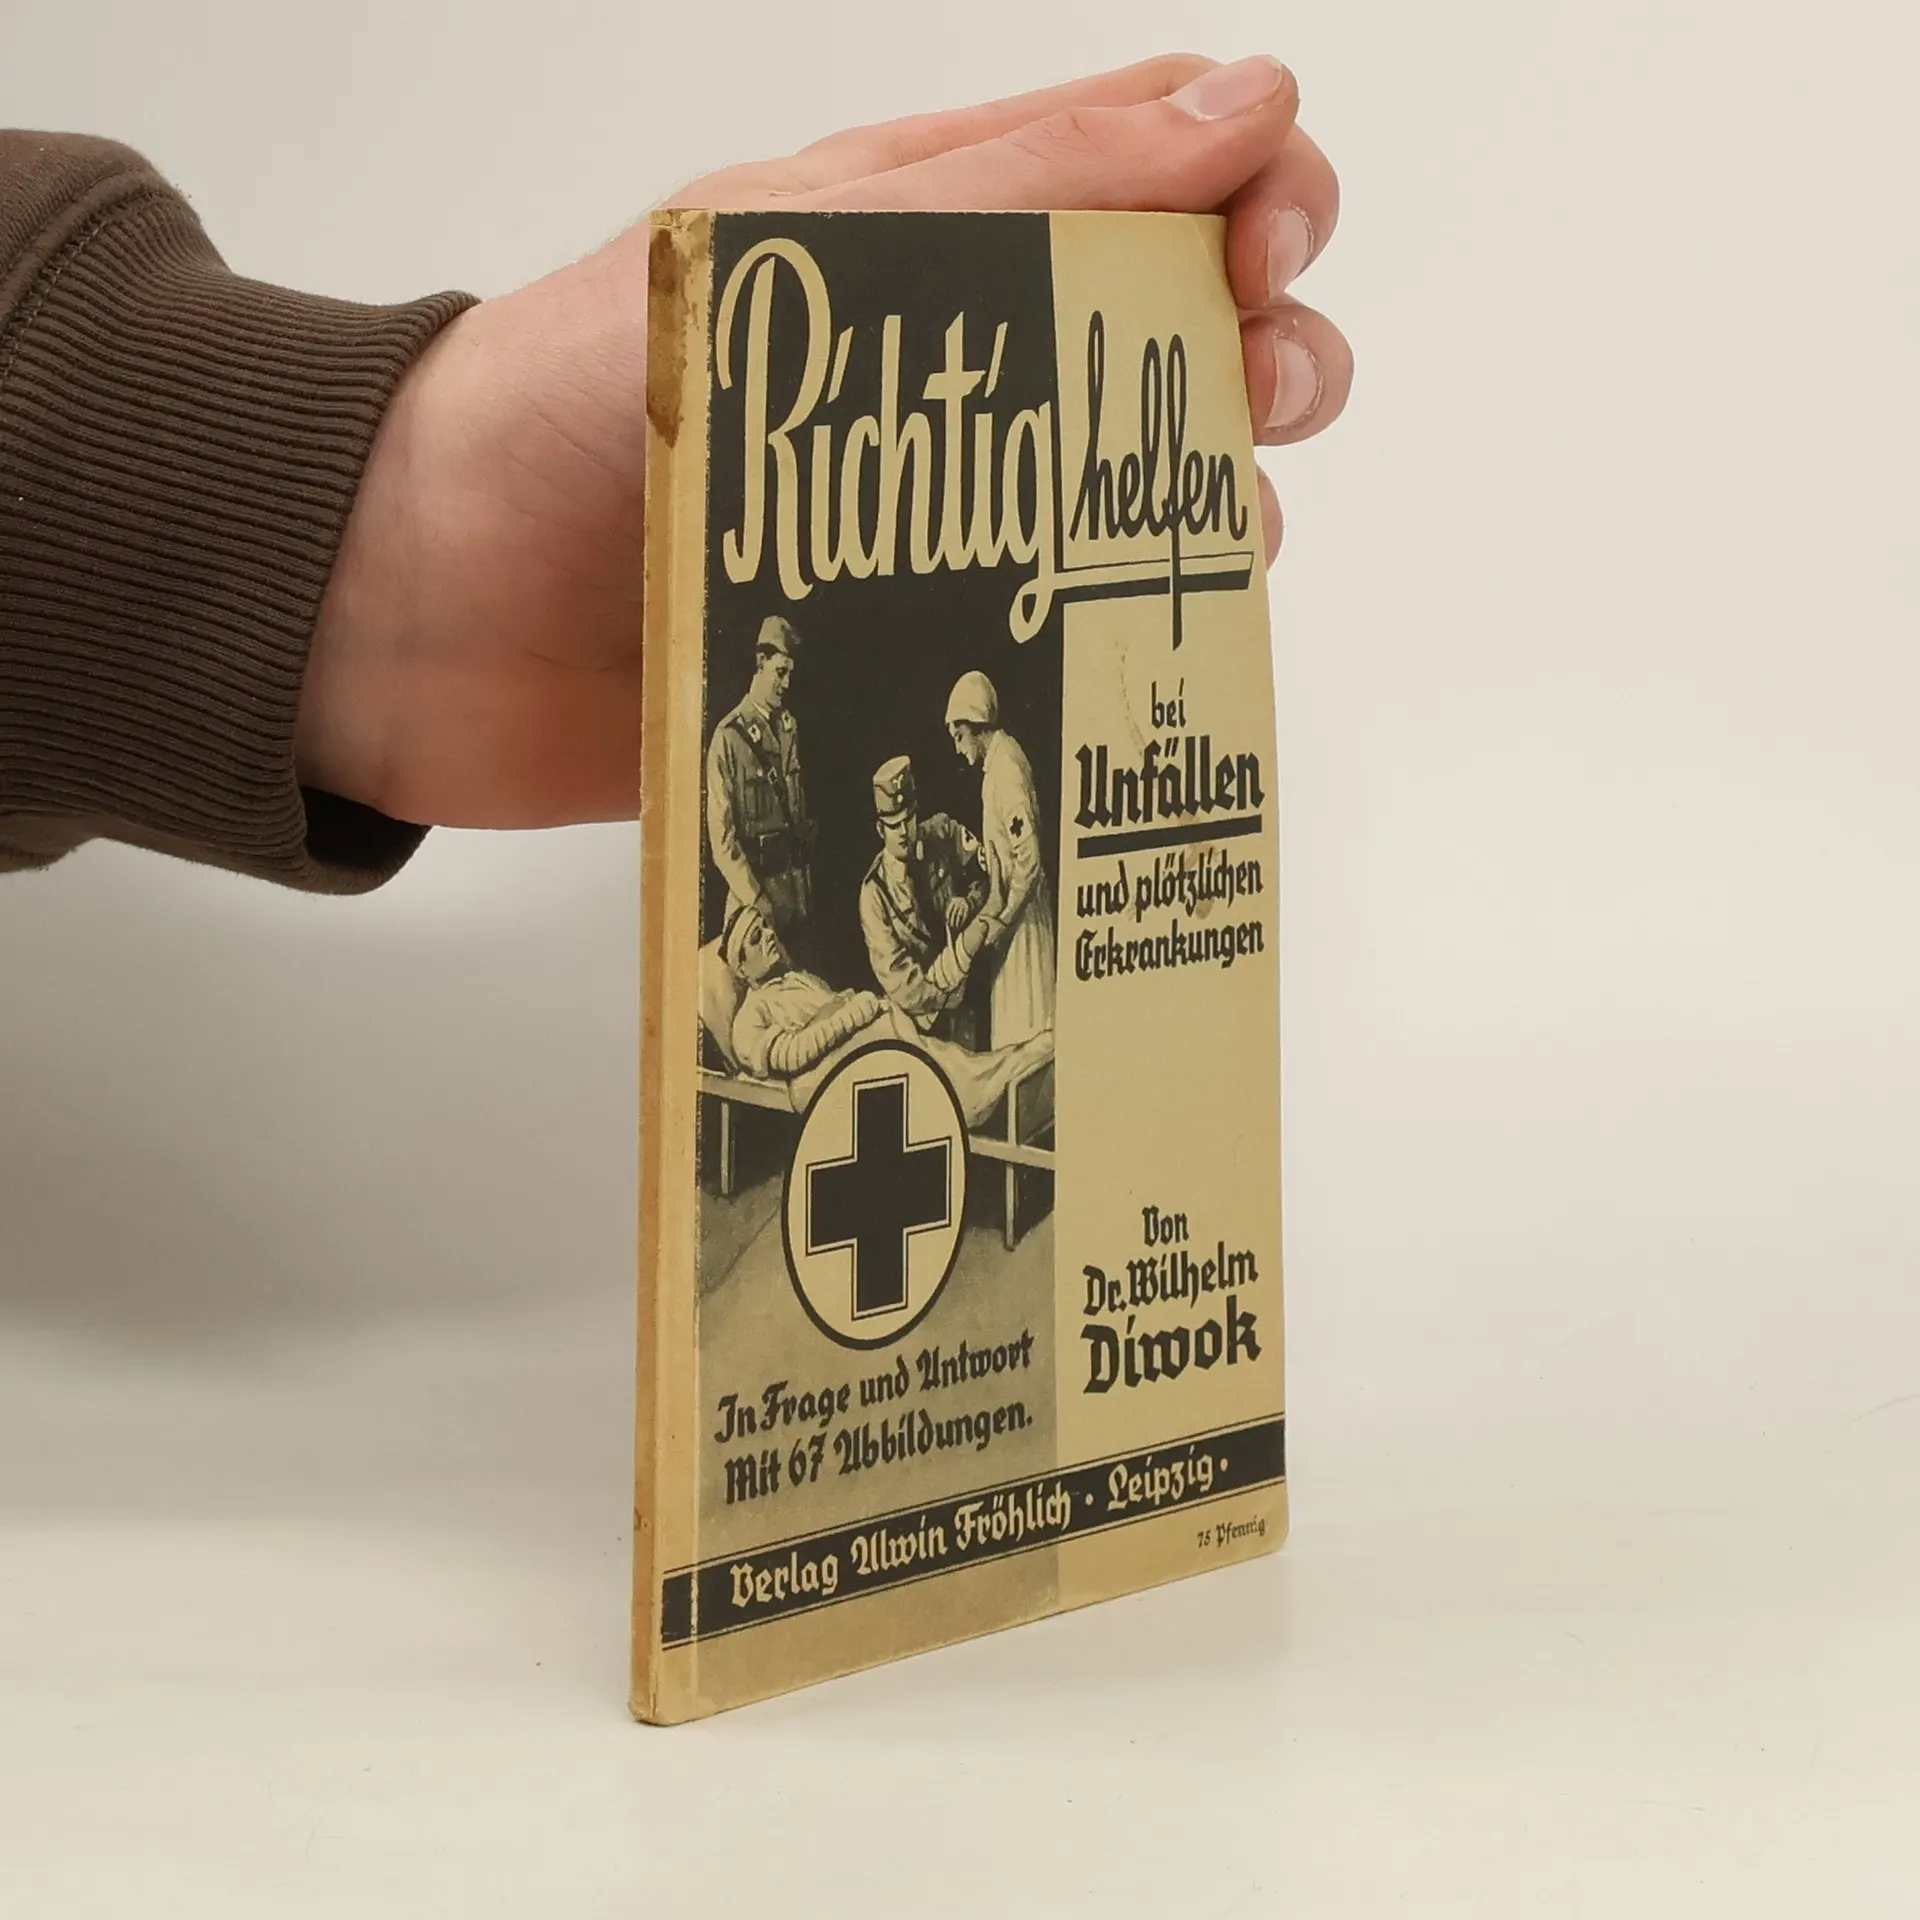 Richtig helfen
bei
Unfällen
und plötzlichen
Erkrankungen
Von
Dr. Wilhelm
Diwok
In Frage und Antwort
Mit 67 Abbildungen.
Verlag Alwin Fröhlich · Leipzig ·
75 Pfennig